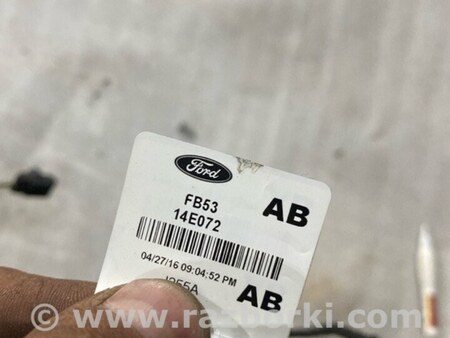 Ford
FB53 AB
14E072
04/27/16 09:04:52 PM
AB
www.razborki.com